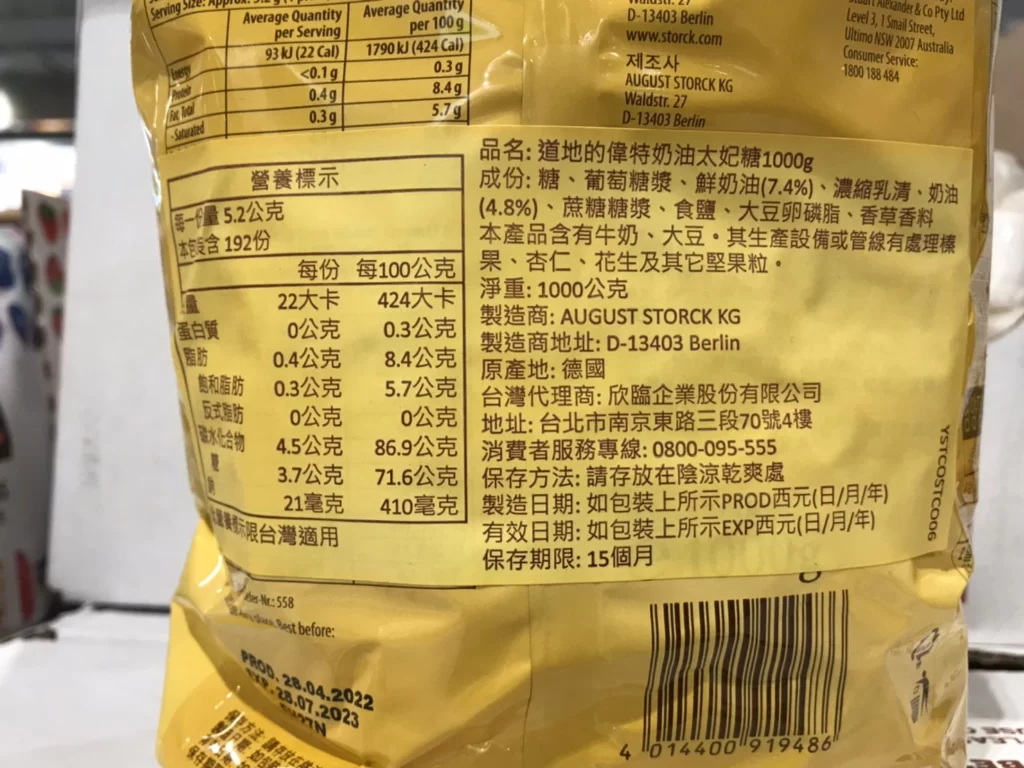 Serving Size: Approx. 5.2 g
Average Quantity per Serving
Average Quantity per 100 g
Energy 93 kJ (22 Cal) 1790 kJ (424 Cal)
Protein <0.1 g 0.3 g
Fat, Total 0.4 g 8.4 g
- Saturated 0.3 g 5.7 g
D-13403 Berlin
www.storck.com
제조사
AUGUST STORCK KG
Waldstr. 27
D-13403 Berlin
Stuart Alexander & Co Pty Ltd
Level 3, 1 Smail Street,
Ultimo NSW 2007 Australia
Consumer Service:
1800 188 484
營養標示
每一份量 5.2公克
本包裝含 192份
每份 每100公克
熱量 22大卡 424大卡
蛋白質 0公克 0.3公克
脂肪 0.4公克 8.4公克
飽和脂肪 0.3公克 5.7公克
反式脂肪 0公克 0公克
碳水化合物 4.5公克 86.9公克
糖 3.7公克 71.6公克
鈉 21毫克 410毫克
此營養標示限台灣適用
品名: 道地的偉特奶油太妃糖1000g
成份: 糖、葡萄糖漿、鮮奶油(7.4%)、濃縮乳清、奶油
(4.8%)、蔗糖糖漿、食鹽、大豆卵磷脂、香草香料
本產品含有牛奶、大豆。其生產設備或管線有處理榛
果、杏仁、花生及其它堅果粒。
淨重: 1000公克
製造商: AUGUST STORCK KG
製造商地址: D-13403 Berlin
原產地: 德國
台灣代理商: 欣臨企業股份有限公司
地址: 台北市南京東路三段70號4樓
消費者服務專線: 0800-095-555
保存方法: 請存放在陰涼乾爽處
製造日期: 如包裝上所示PROD西元(日/月/年)
有效日期: 如包裝上所示EXP西元(日/月/年)
保存期限: 15個月
YSTCOSTC006
558
Best before:
PROD. 28.04.2022
EXP. 28.07.2023
4 014400 919486